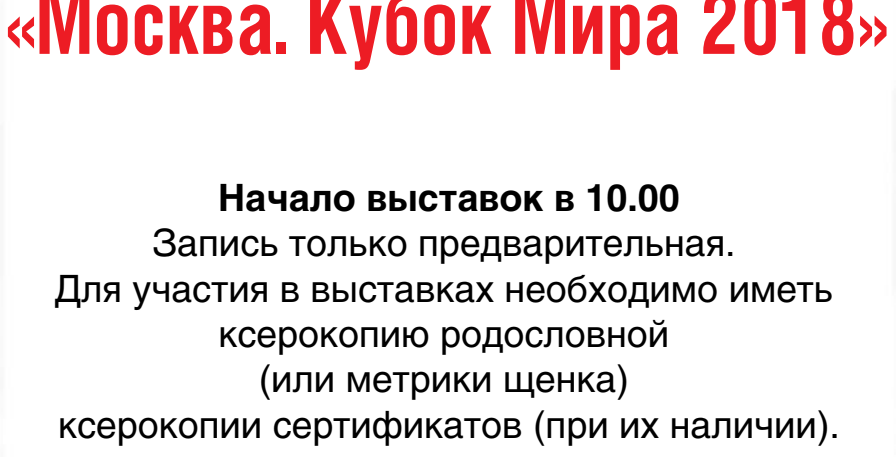 «Москва. Кубок Мира 2018»
Начало выставок в 10.00
Запись только предварительная.
Для участия в выставках необходимо иметь
ксерокопию родословной
(или метрики щенка)
ксерокопии сертификатов (при их наличии).